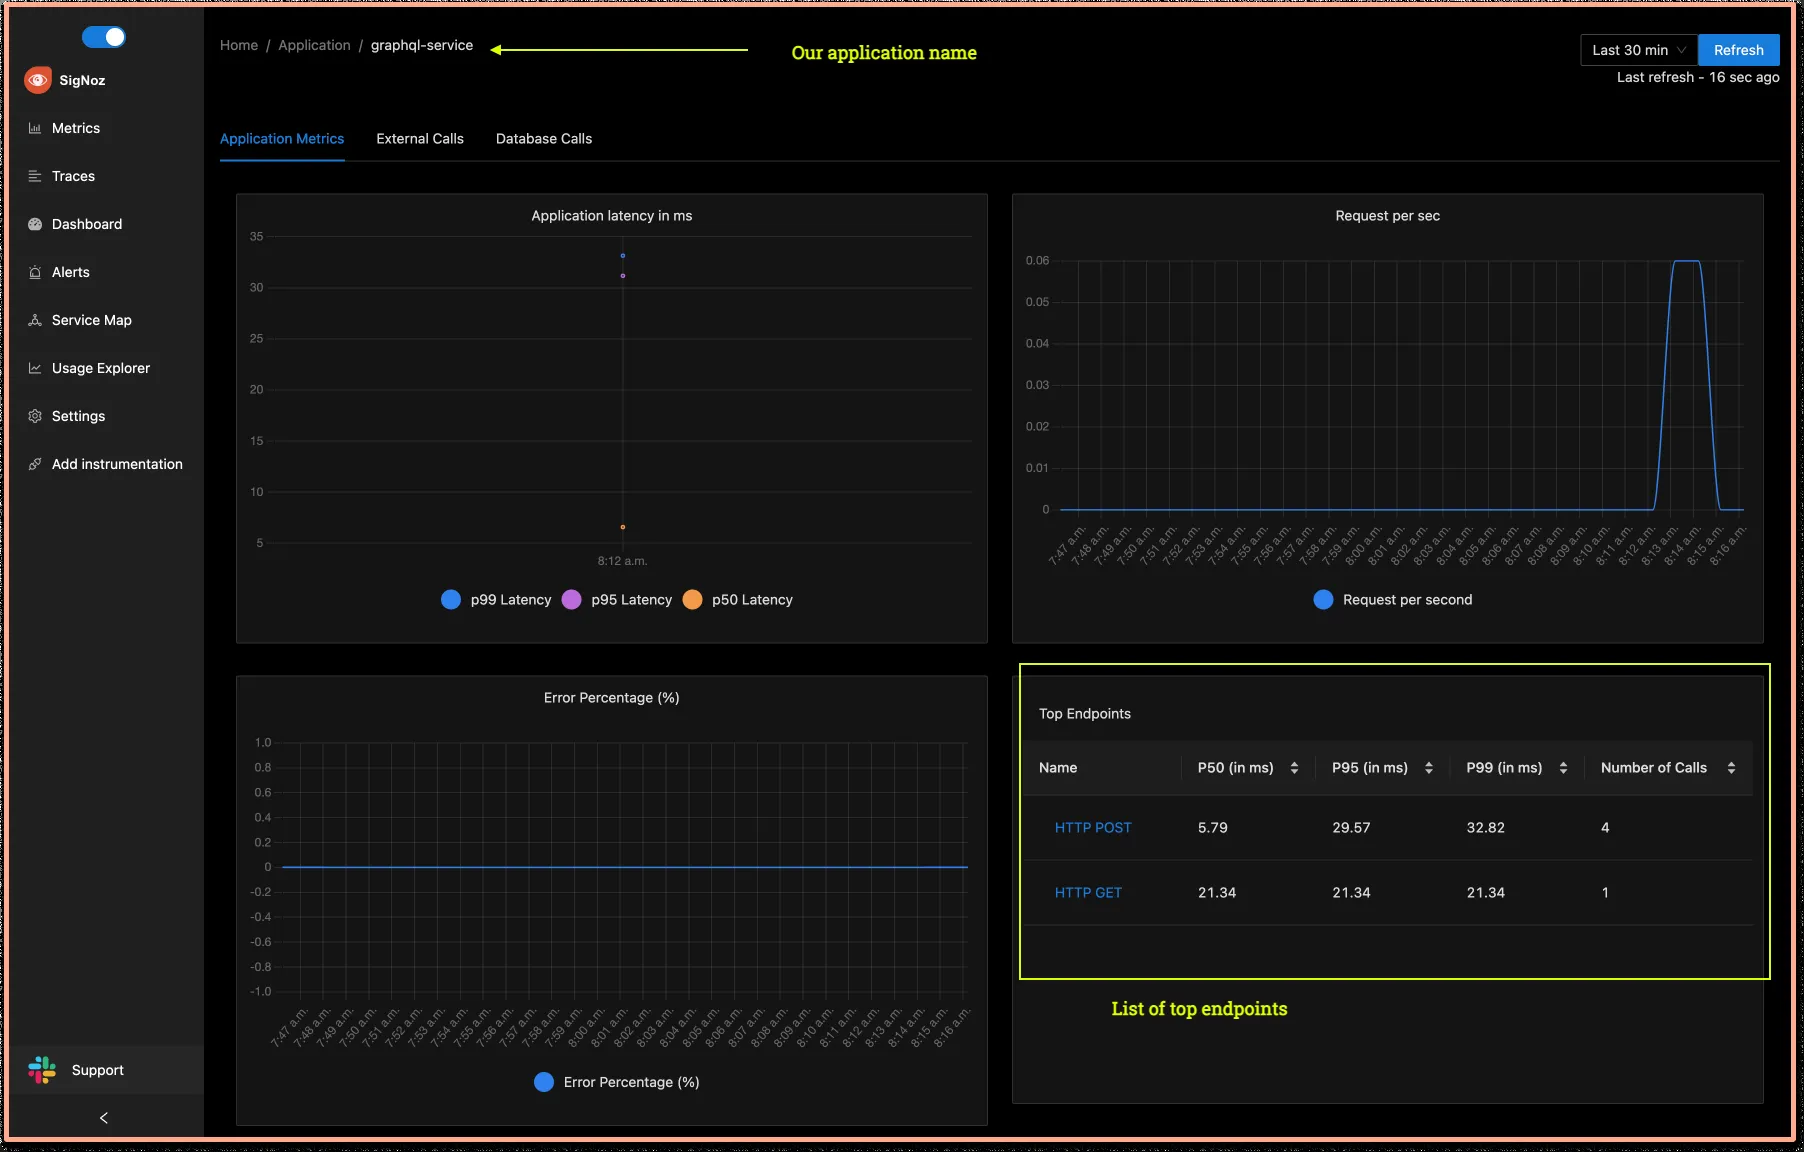 SigNoz
Metrics
Traces
Dashboard
Alerts
Service Map
Usage Explorer
Settings
Add instrumentation
Support
Home / Application / graphql-service
Our application name
Last 30 min
Refresh
Last refresh - 16 sec ago
Application Metrics External Calls Database Calls
Application latency in ms
35
30
25
20
15
10
5
8:12 a.m.
p99 Latency p95 Latency p50 Latency
Request per sec
0.06
0.05
0.04
0.03
0.02
0.01
0
7:47 a.m. 7:48 a.m. 7:49 a.m. 7:50 a.m. 7:51 a.m. 7:52 a.m. 7:53 a.m. 7:54 a.m. 7:55 a.m. 7:56 a.m. 7:57 a.m. 7:58 a.m. 7:59 a.m. 8:00 a.m. 8:01 a.m. 8:02 a.m. 8:03 a.m. 8:04 a.m. 8:05 a.m. 8:06 a.m. 8:07 a.m. 8:08 a.m. 8:09 a.m. 8:10 a.m. 8:11 a.m. 8:12 a.m. 8:13 a.m. 8:14 a.m. 8:15 a.m. 8:16 a.m.
Request per second
Error Percentage (%)
1.0
0.8
0.6
0.4
0.2
0
-0.2
-0.4
-0.6
-0.8
-1.0
7:47 a.m. 7:48 a.m. 7:49 a.m. 7:50 a.m. 7:51 a.m. 7:52 a.m. 7:53 a.m. 7:54 a.m. 7:55 a.m. 7:56 a.m. 7:57 a.m. 7:58 a.m. 7:59 a.m. 8:00 a.m. 8:01 a.m. 8:02 a.m. 8:03 a.m. 8:04 a.m. 8:05 a.m. 8:06 a.m. 8:07 a.m. 8:08 a.m. 8:09 a.m. 8:10 a.m. 8:11 a.m. 8:12 a.m. 8:13 a.m. 8:14 a.m. 8:15 a.m. 8:16 a.m.
Error Percentage (%)
Top Endpoints
Name P50 (in ms) P95 (in ms) P99 (in ms) Number of Calls
HTTP POST 5.79 29.57 32.82 4
HTTP GET 21.34 21.34 21.34 1
List of top endpoints